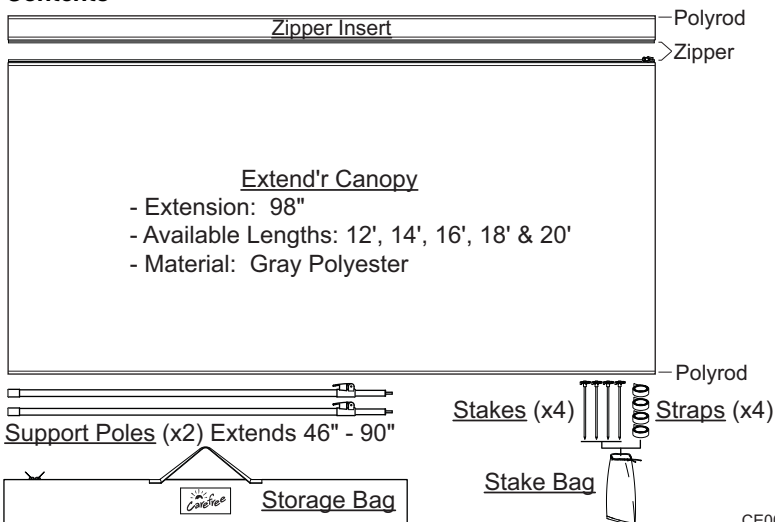 Zipper Insert
Polyrod
Zipper
Extend'r Canopy
- Extension: 98"
- Available Lengths: 12', 14', 16', 18' & 20'
- Material: Gray Polyester
Polyrod
Stakes (x4)
Straps (x4)
Support Poles (x2) Extends 46" - 90"
Carefree
Storage Bag
Stake Bag